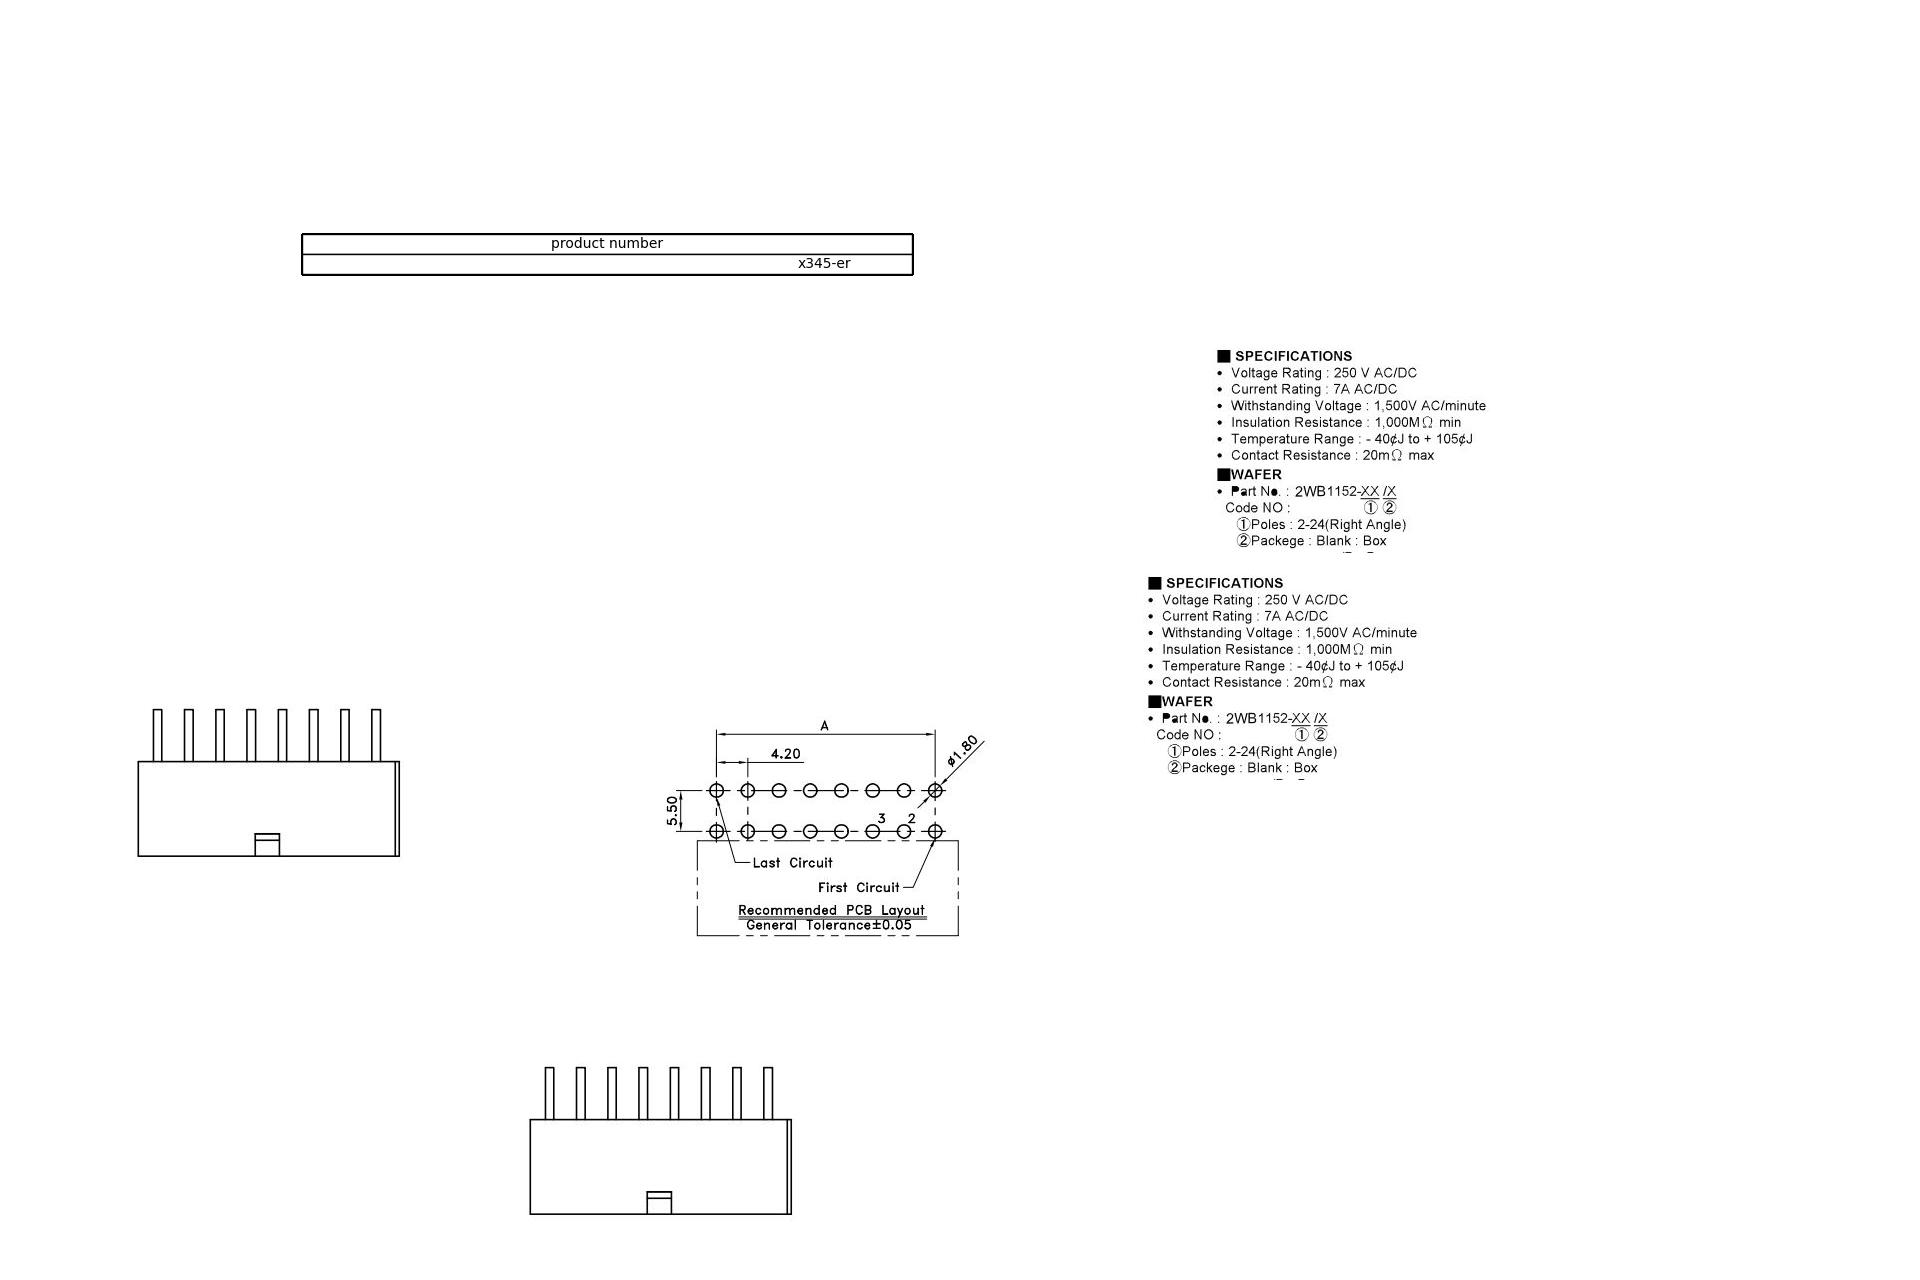 product number
x345-er
■ SPECIFICATIONS
• Voltage Rating : 250 V AC/DC
• Current Rating : 7A AC/DC
• Withstanding Voltage : 1,500V AC/minute
• Insulation Resistance : 1,000MΩ min
• Temperature Range : - 40¢J to + 105¢J
• Contact Resistance : 20mΩ max
■WAFER
• Part No. : 2WB1152-XX /X
Code NO : ① ②
①Poles : 2-24(Right Angle)
②Packege : Blank : Box
■ SPECIFICATIONS
• Voltage Rating : 250 V AC/DC
• Current Rating : 7A AC/DC
• Withstanding Voltage : 1,500V AC/minute
• Insulation Resistance : 1,000MΩ min
• Temperature Range : - 40¢J to + 105¢J
• Contact Resistance : 20mΩ max
■WAFER
• Part No. : 2WB1152-XX /X
Code NO : ① ②
①Poles : 2-24(Right Angle)
②Packege : Blank : Box
A
4.20
ø1.80
5.50
3 2
Last Circuit
First Circuit
Recommended PCB Layout
General Tolerance±0.05